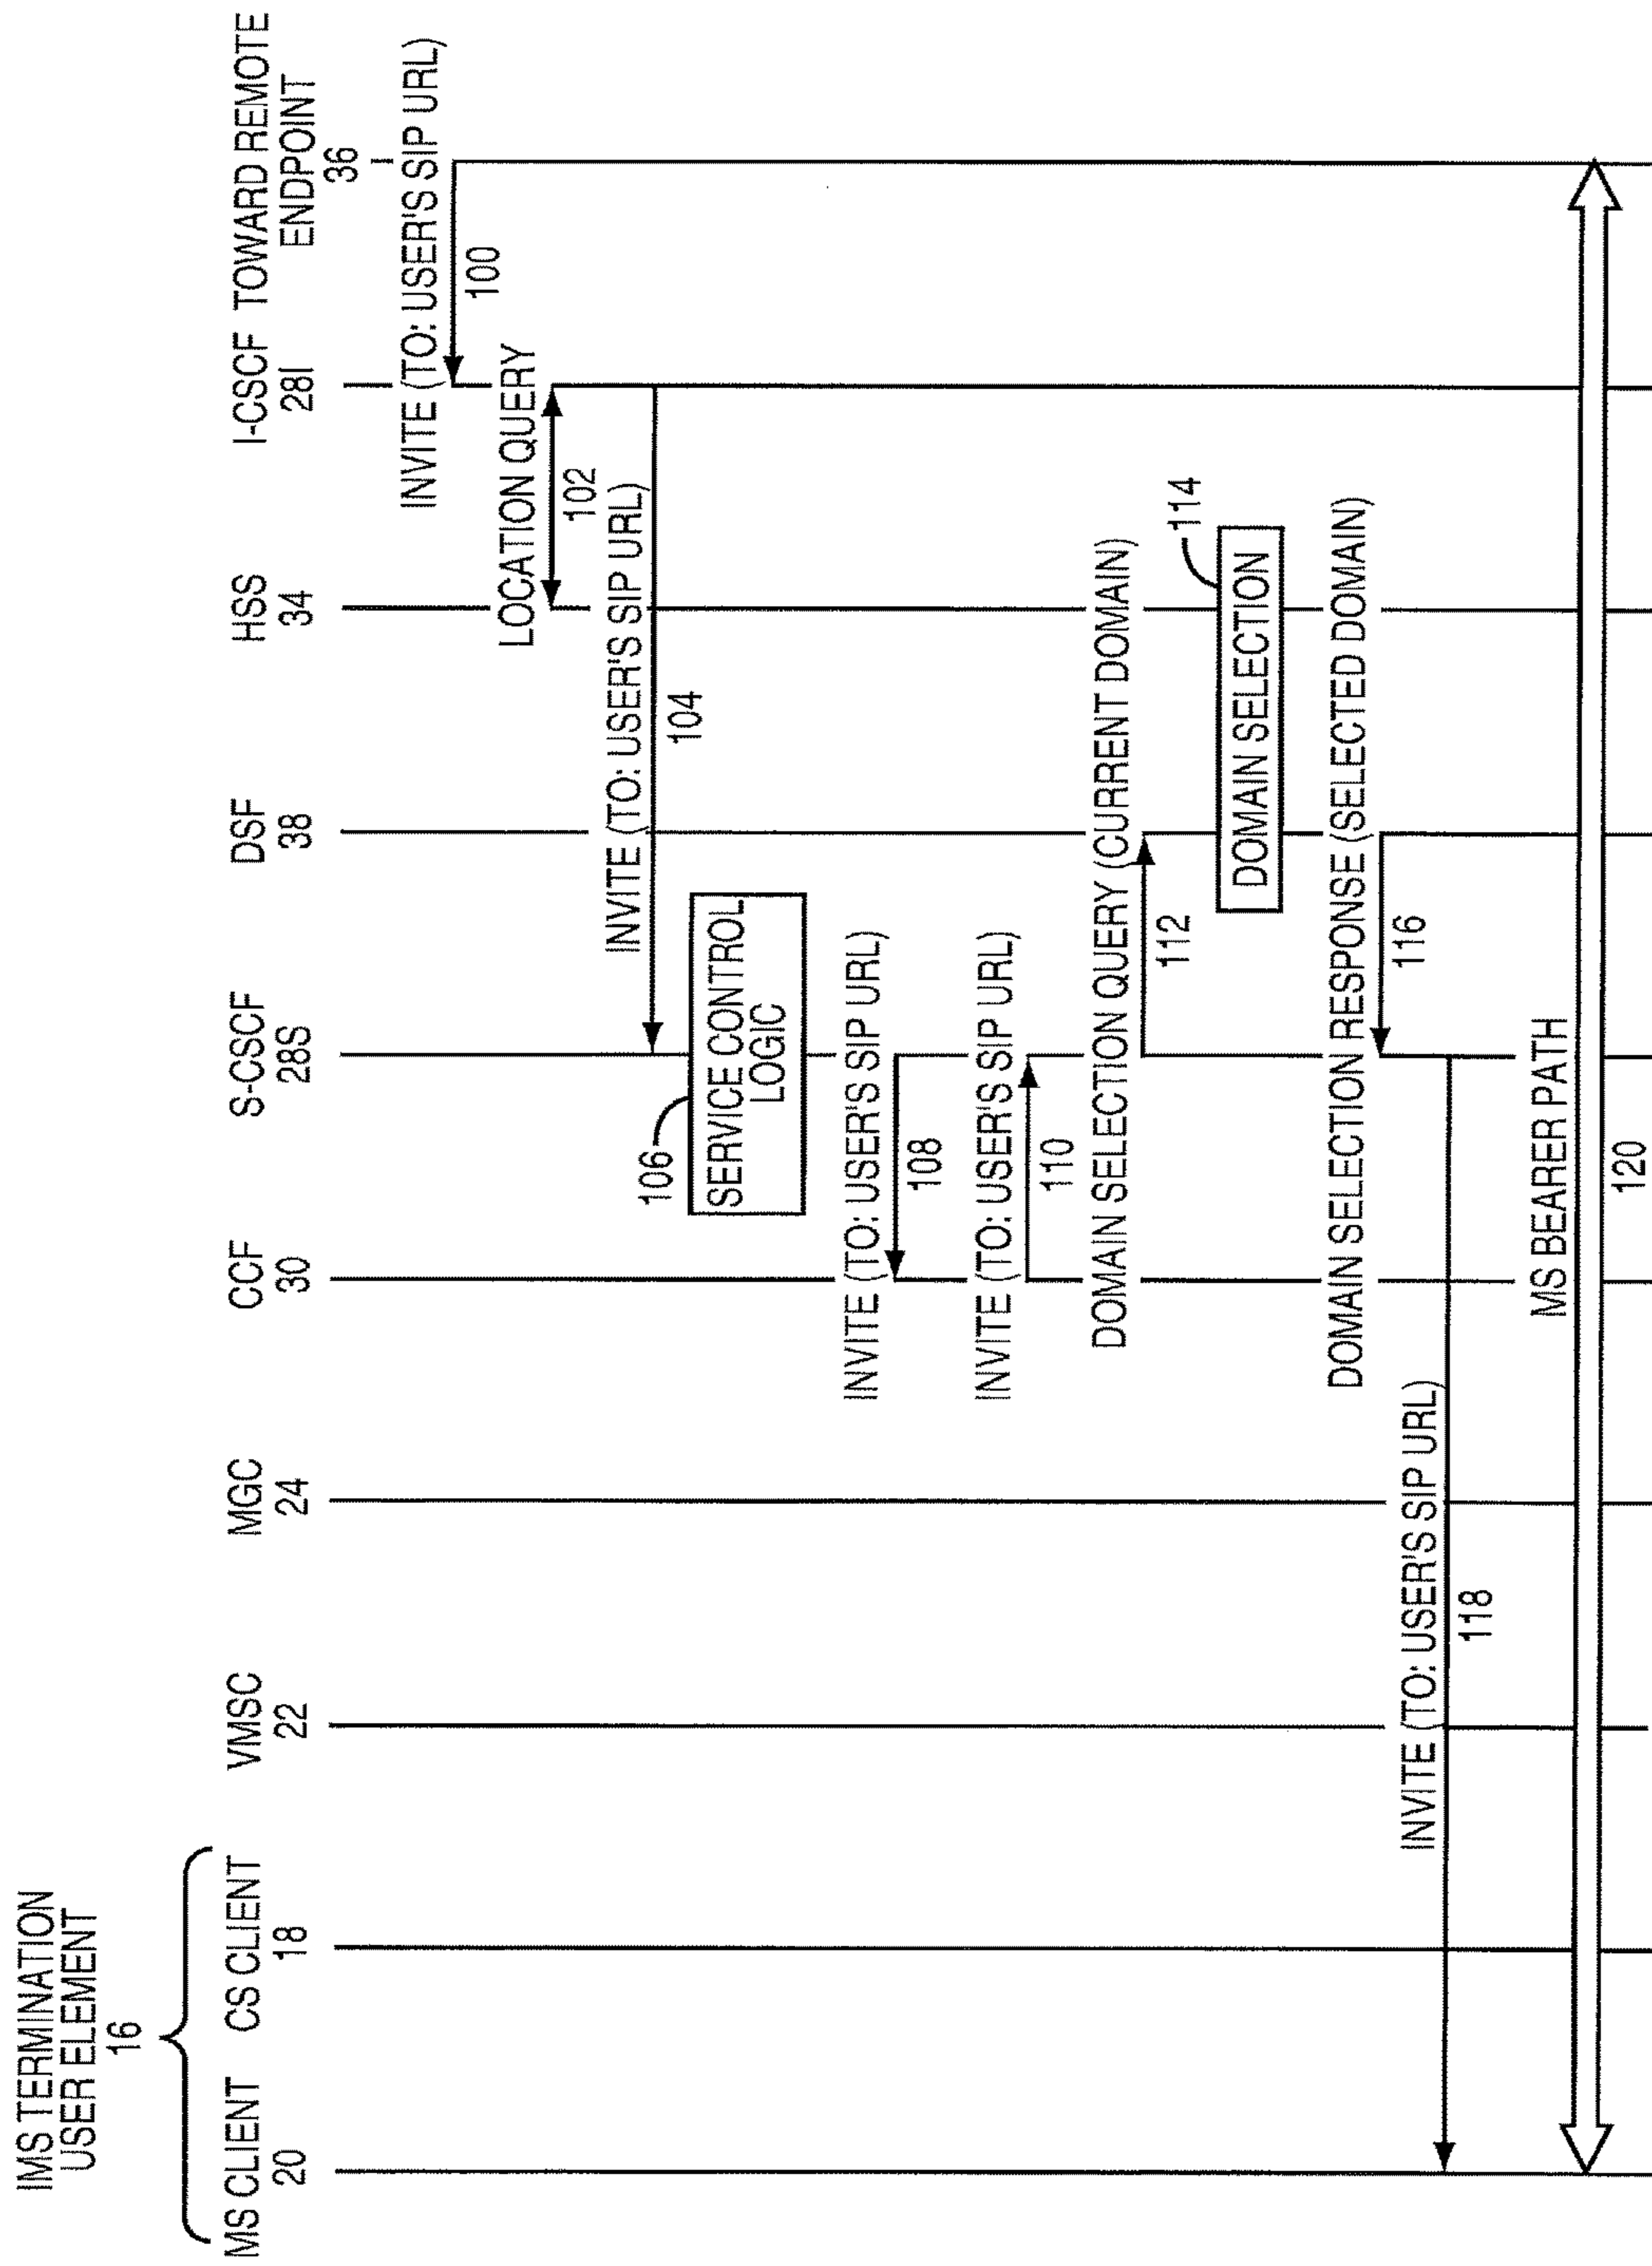 IMS TERMINATION
USER ELEMENT
16
MS CLIENT
20
CS CLIENT
18
VMSC
22
MGC
24
CCF
30
S-CSCF
28S
DSF
38
HSS
34
I-CSCF
28I
TOWARD REMOTE
ENDPOINT
36
INVITE (TO: USER'S SIP URL)
100
LOCATION QUERY
102
INVITE (TO: USER'S SIP URL)
104
106
SERVICE CONTROL
LOGIC
INVITE (TO: USER'S SIP URL)
108
INVITE (TO: USER'S SIP URL)
110
DOMAIN SELECTION QUERY (CURRENT DOMAIN)
112
114
DOMAIN SELECTION
DOMAIN SELECTION RESPONSE (SELECTED DOMAIN)
116
INVITE (TO: USER'S SIP URL)
118
MS BEARER PATH
120